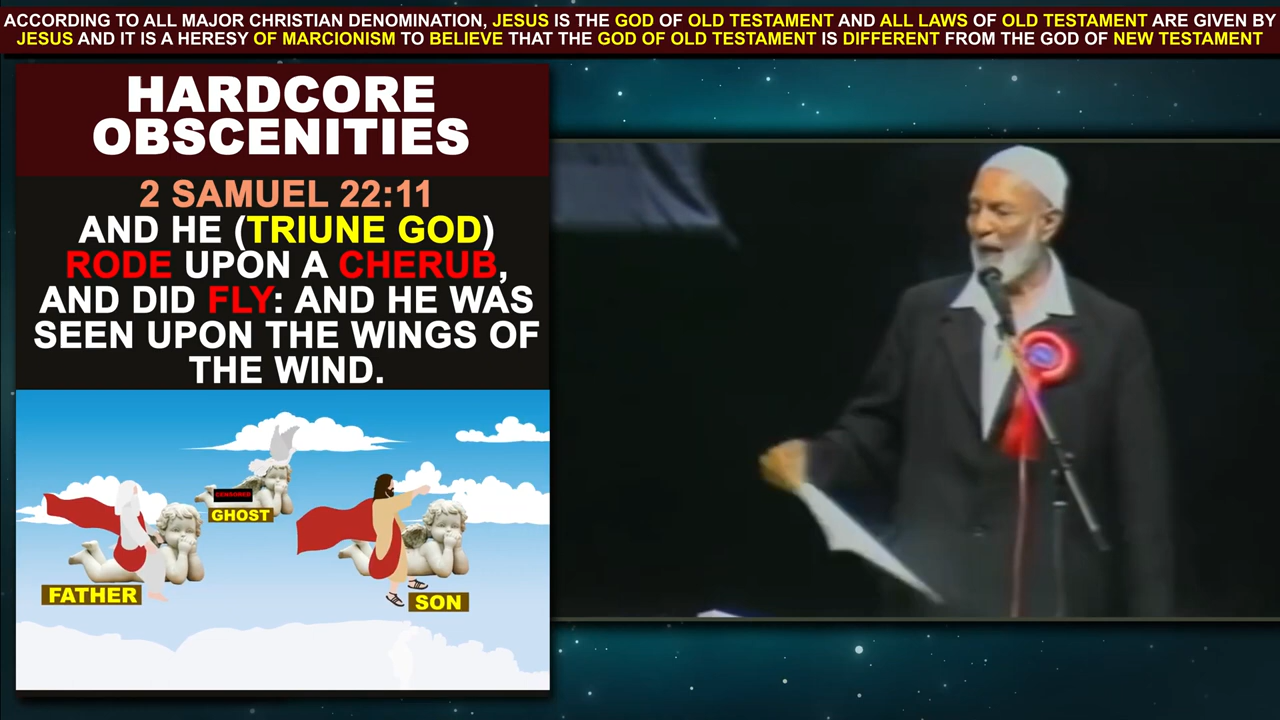 ACCORDING TO ALL MAJOR CHRISTIAN DENOMINATION, JESUS IS THE GOD OF OLD TESTAMENT AND ALL LAWS OF OLD TESTAMENT ARE GIVEN BY
JESUS AND IT IS A HERESY OF MARCIONISM TO BELIEVE THAT THE GOD OF OLD TESTAMENT IS DIFFERENT FROM THE GOD OF NEW TESTAMENT
HARDCORE
OBSCENITIES
2 SAMUEL 22:11
AND HE (TRIUNE GOD)
RODE UPON A CHERUB,
AND DID FLY: AND HE WAS
SEEN UPON THE WINGS OF
THE WIND.
CENSORED
GHOST
FATHER
SON